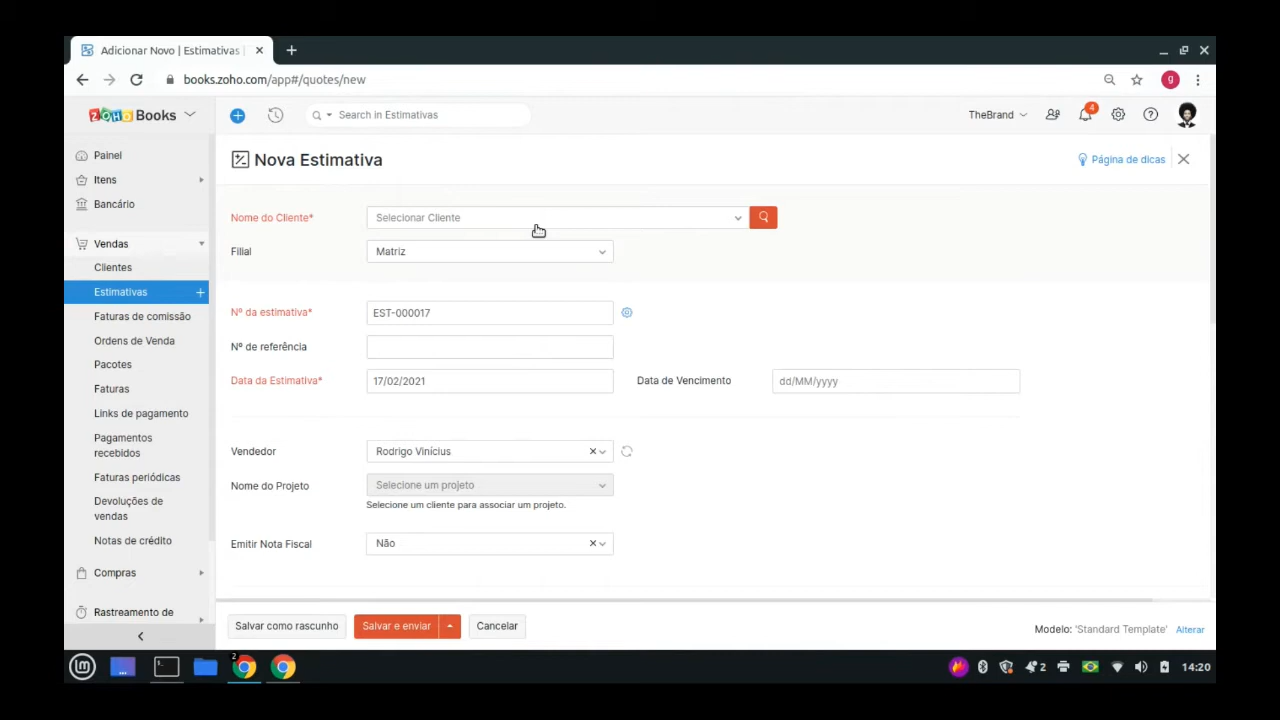 Adicionar Novo | Estimativas |
books.zoho.com/app#/quotes/new
ZOHO Books
Search in Estimativas
TheBrand
4
Painel
Itens
Bancário
Vendas
Clientes
Estimativas
Faturas de comissão
Ordens de Venda
Pacotes
Faturas
Links de pagamento
Pagamentos
recebidos
Faturas periódicas
Devoluções de
vendas
Notas de crédito
Compras
Rastreamento de
Nova Estimativa
Página de dicas
Nome do Cliente*
Selecionar Cliente
Filial
Matriz
Nº da estimativa*
EST-000017
Nº de referência
Data da Estimativa*
17/02/2021
Data de Vencimento
dd/MM/yyyy
Vendedor
Rodrigo Vinícius
Nome do Projeto
Selecione um projeto
Selecione um cliente para associar um projeto.
Emitir Nota Fiscal
Não
Salvar como rascunho
Salvar e enviar
Cancelar
Modelo: 'Standard Template'
Alterar
2
2
14:20
g